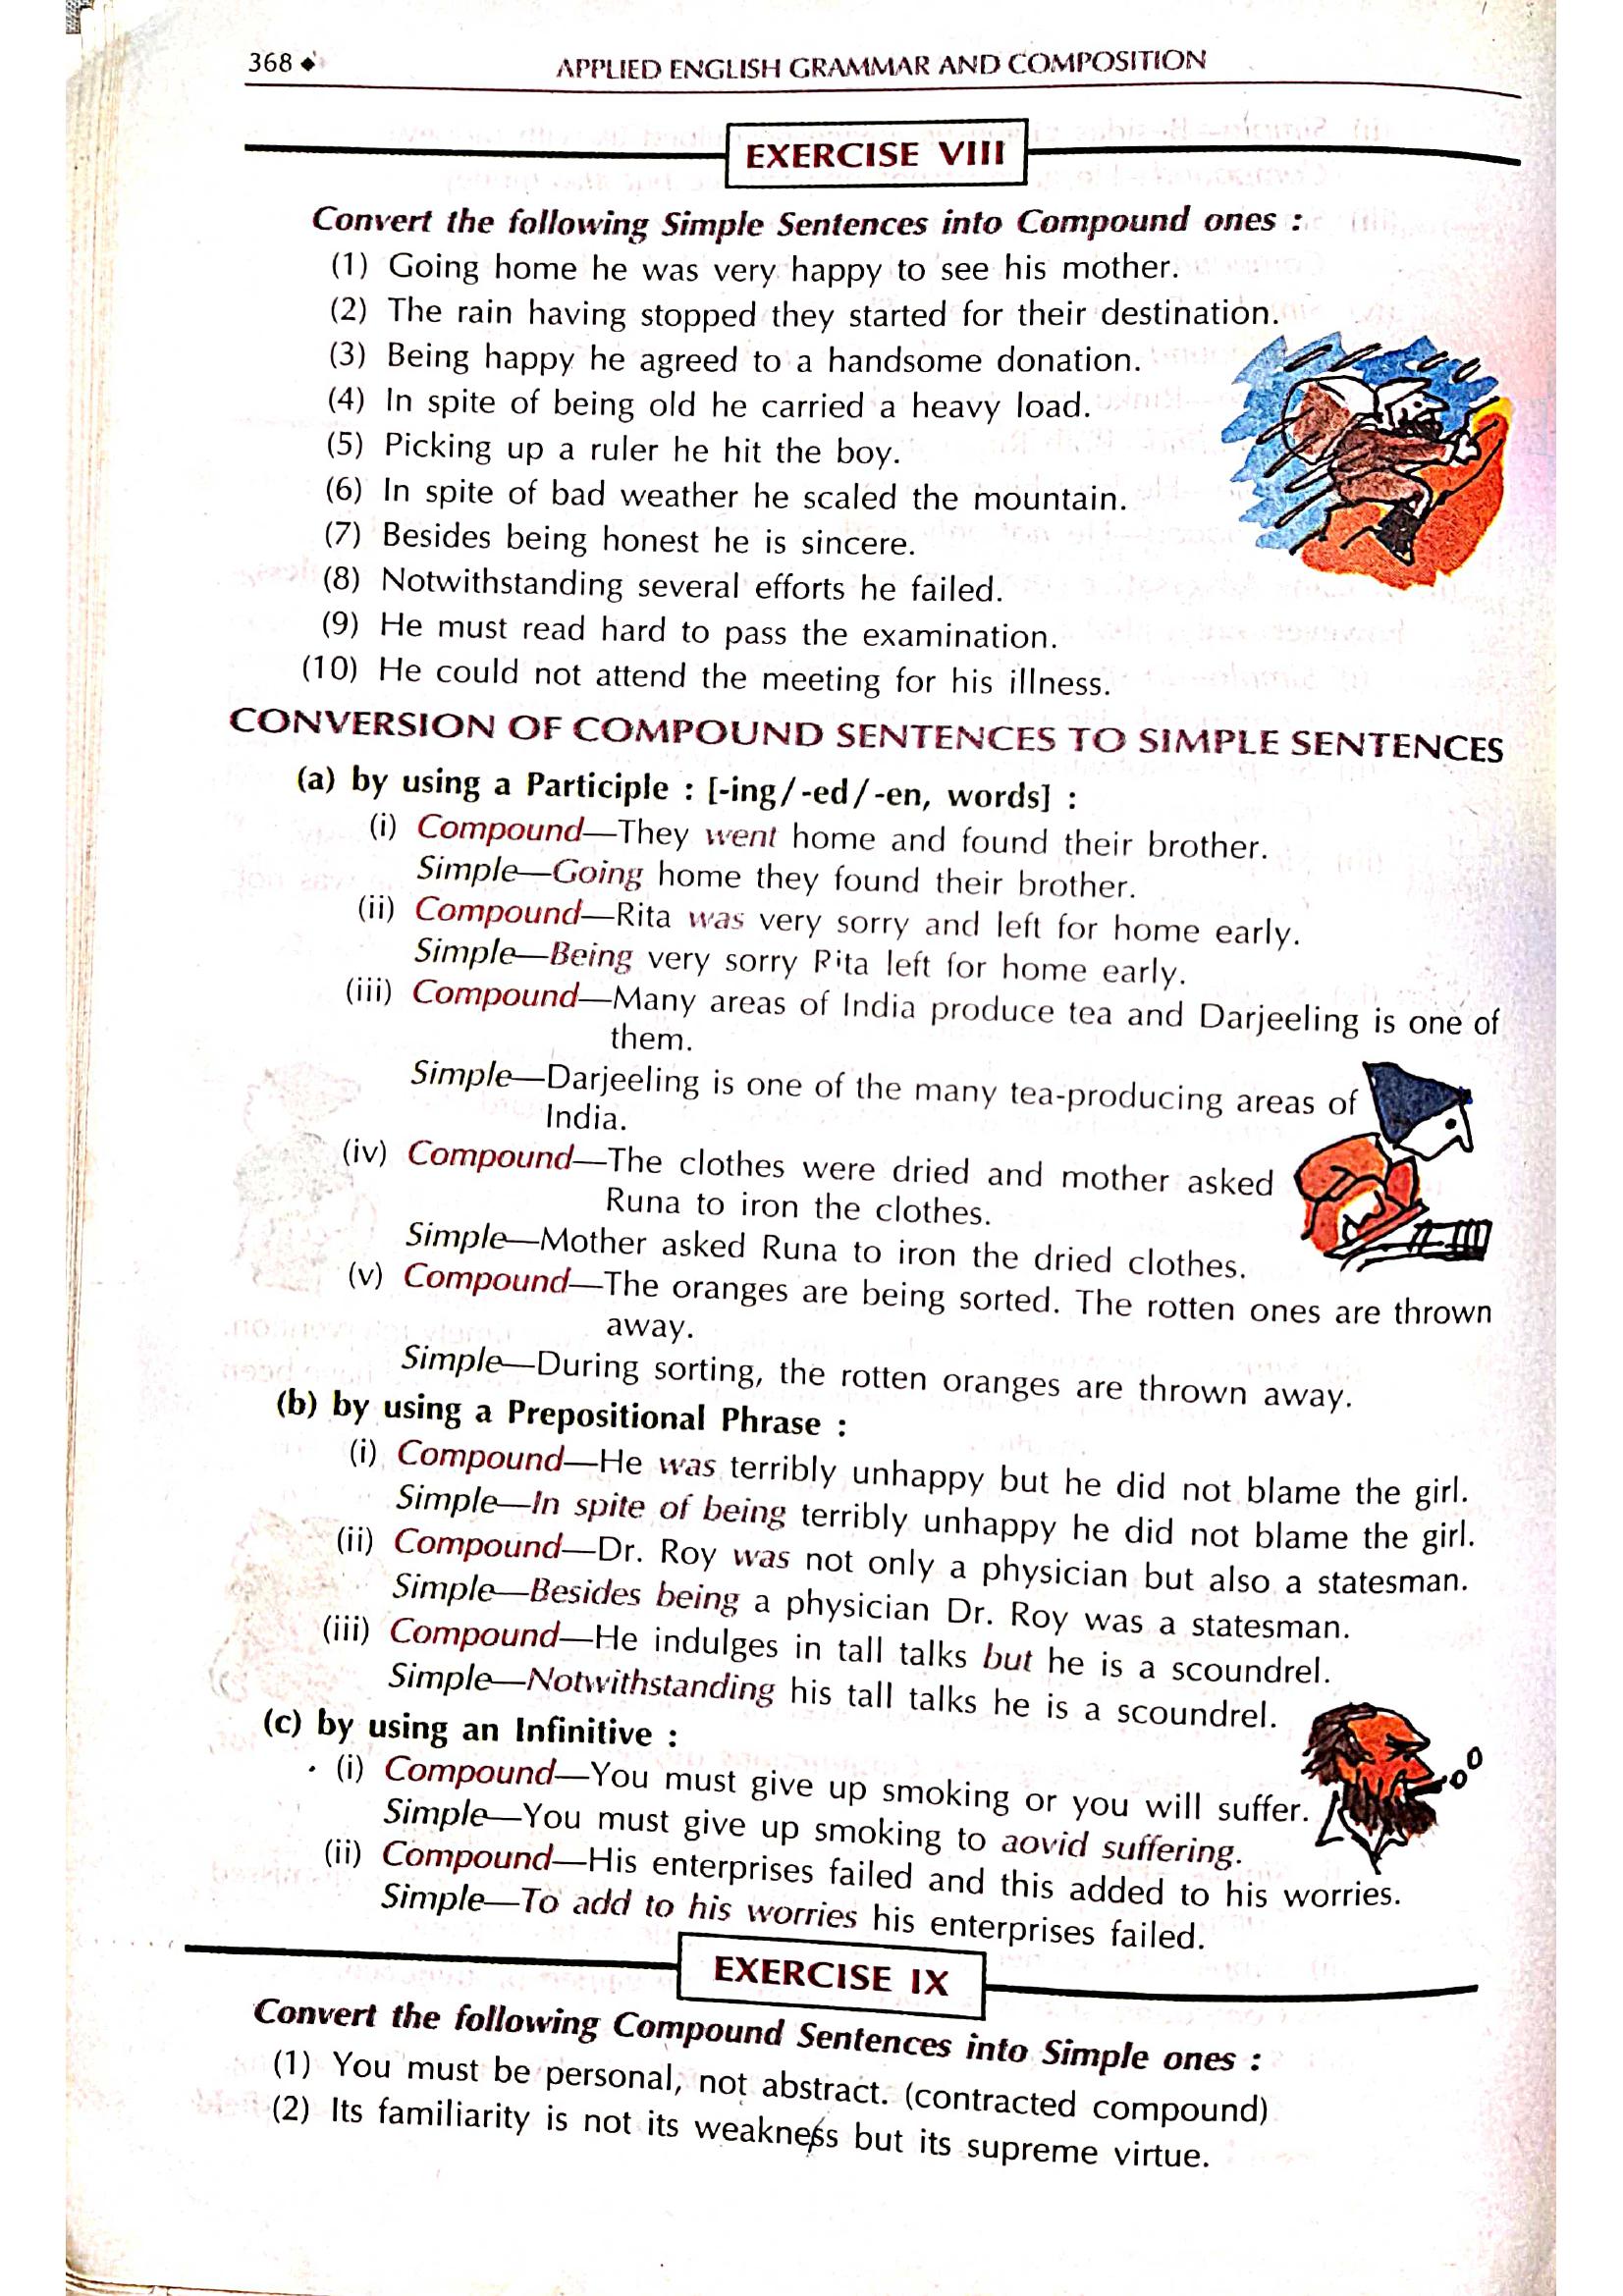 368 ◆ APPLIED ENGLISH GRAMMAR AND COMPOSITION
EXERCISE VIII
Convert the following Simple Sentences into Compound ones :
(1) Going home he was very happy to see his mother.
(2) The rain having stopped they started for their destination.
(3) Being happy he agreed to a handsome donation.
(4) In spite of being old he carried a heavy load.
(5) Picking up a ruler he hit the boy.
(6) In spite of bad weather he scaled the mountain.
(7) Besides being honest he is sincere.
(8) Notwithstanding several efforts he failed.
(9) He must read hard to pass the examination.
(10) He could not attend the meeting for his illness.
CONVERSION OF COMPOUND SENTENCES TO SIMPLE SENTENCES
(a) by using a Participle : [-ing/-ed/-en, words] :
(i) Compound—They went home and found their brother.
Simple—Going home they found their brother.
(ii) Compound—Rita was very sorry and left for home early.
Simple—Being very sorry Rita left for home early.
(iii) Compound—Many areas of India produce tea and Darjeeling is one of
them.
Simple—Darjeeling is one of the many tea-producing areas of
India.
(iv) Compound—The clothes were dried and mother asked
Runa to iron the clothes.
Simple—Mother asked Runa to iron the dried clothes.
(v) Compound—The oranges are being sorted. The rotten ones are thrown
away.
Simple—During sorting, the rotten oranges are thrown away.
(b) by using a Prepositional Phrase :
(i) Compound—He was terribly unhappy but he did not blame the girl.
Simple—In spite of being terribly unhappy he did not blame the girl.
(ii) Compound—Dr. Roy was not only a physician but also a statesman.
Simple—Besides being a physician Dr. Roy was a statesman.
(iii) Compound—He indulges in tall talks but he is a scoundrel.
Simple—Notwithstanding his tall talks he is a scoundrel.
(c) by using an Infinitive :
(i) Compound—You must give up smoking or you will suffer.
Simple—You must give up smoking to aovid suffering.
(ii) Compound—His enterprises failed and this added to his worries.
Simple—To add to his worries his enterprises failed.
EXERCISE IX
Convert the following Compound Sentences into Simple ones :
(1) You must be personal, not abstract. (contracted compound)
(2) Its familiarity is not its weakness but its supreme virtue.